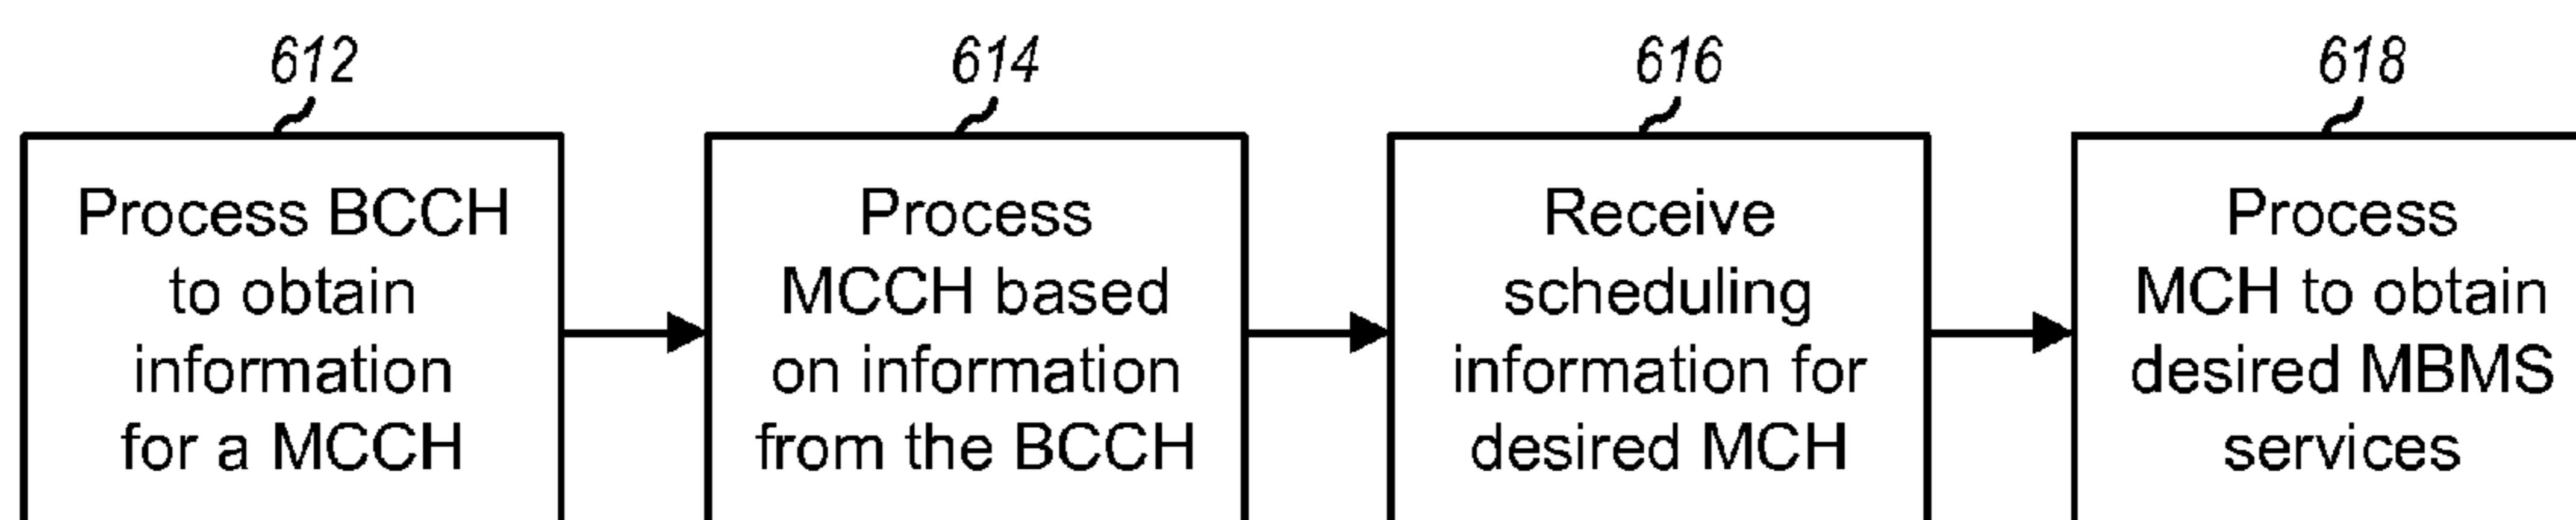 612
Process BCCH
to obtain
information
for a MCCH
614
Process
MCCH based
on information
from the BCCH
616
Receive
scheduling
information for
desired MCH
618
Process
MCH to obtain
desired MBMS
services